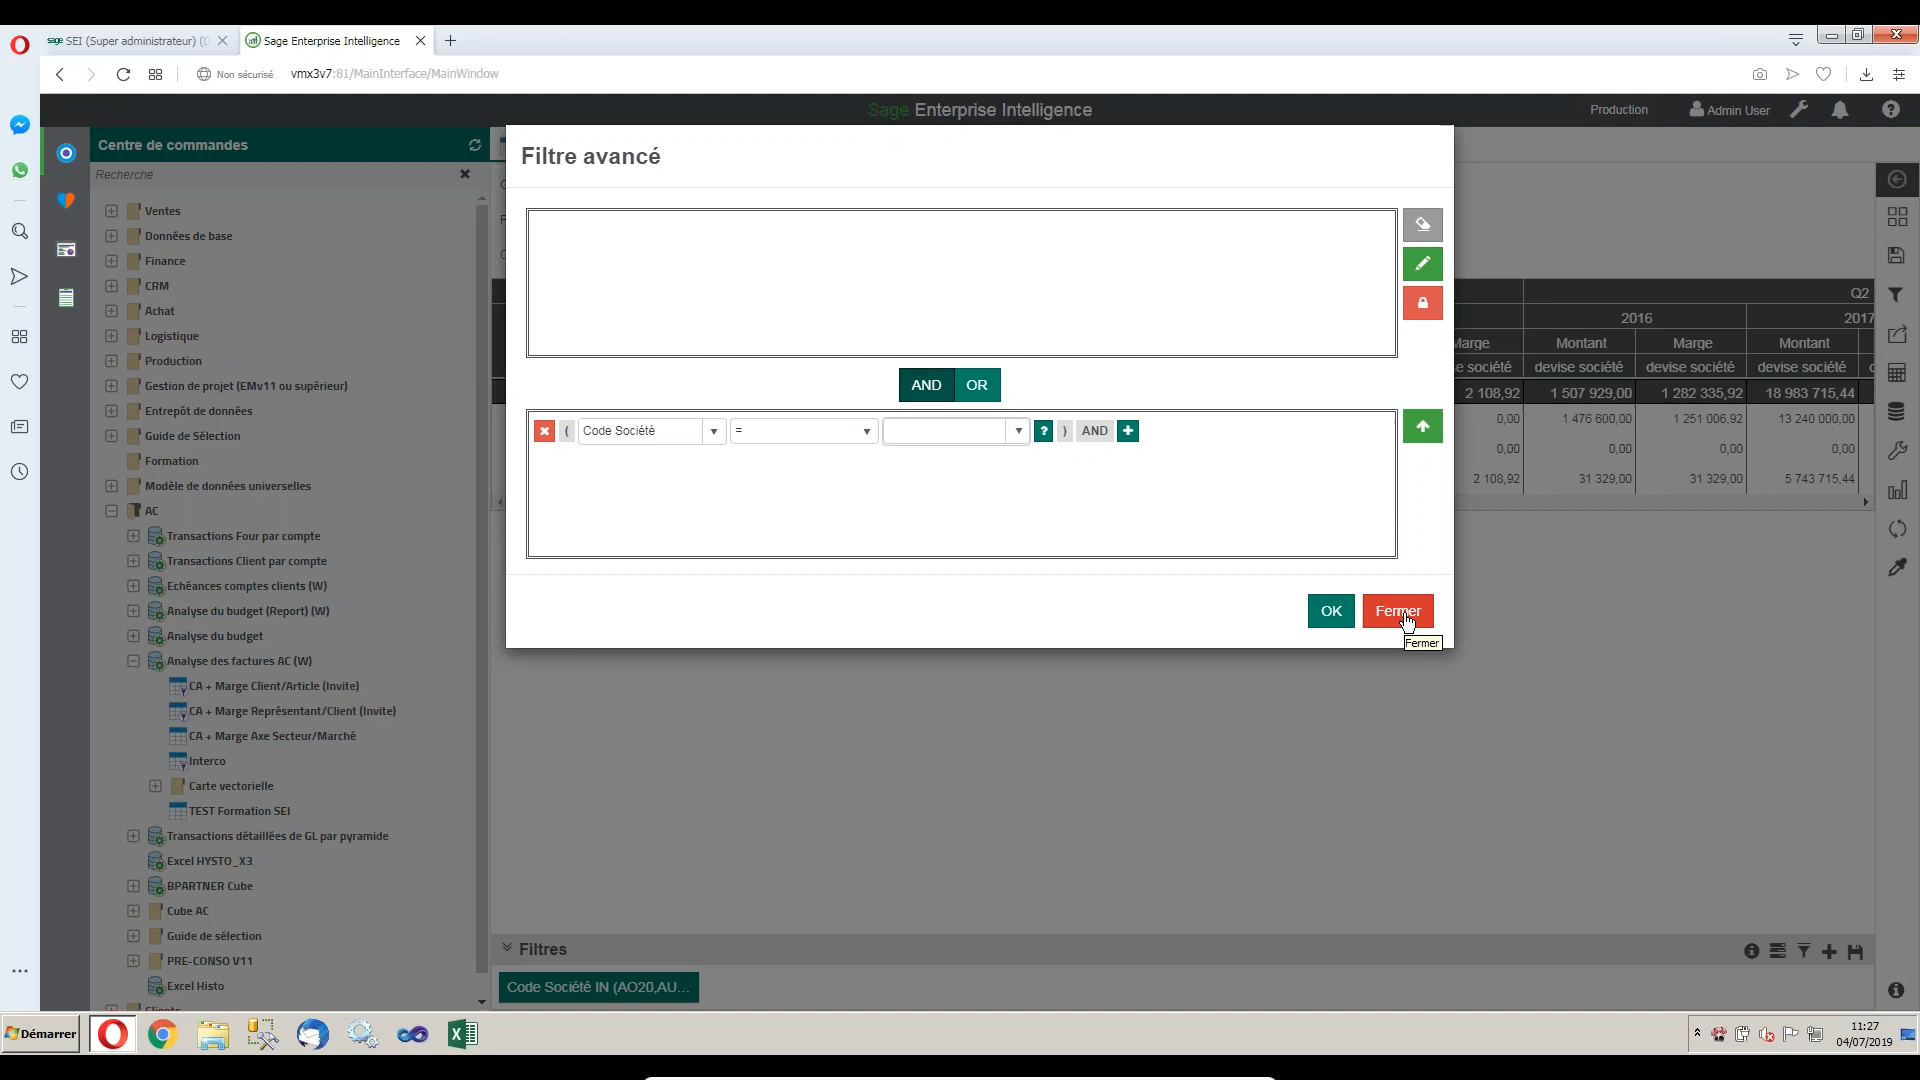 SEI (Super administrateur) (
Sage Enterprise Intelligence
Non sécurisé
vmx3v7:81/MainInterface/MainWindow
Sage Enterprise Intelligence
Production
Admin User
Centre de commandes
Recherche
Ventes
Données de base
Finance
CRM
Achat
Logistique
Production
Gestion de projet (EMv11 ou supérieur)
Entrepôt de données
Guide de Sélection
Formation
Modèle de données universelles
AC
Transactions Four par compte
Transactions Client par compte
Echéances comptes clients (W)
Analyse du budget (Report) (W)
Analyse du budget
Analyse des factures AC (W)
CA + Marge Client/Article (Invite)
CA + Marge Représentant/Client (Invite)
CA + Marge Axe Secteur/Marché
Interco
Carte vectorielle
TEST Formation SEI
Transactions détaillées de GL par pyramide
Excel HYSTO_X3
BPARTNER Cube
Cube AC
Guide de sélection
PRE-CONSO V11
Excel Histo
Clients
Filtre avancé
AND OR
( Code Société = ? ) AND
OK Fermer
Fermer
Q2
2016 2017
Marge Montant Marge Montant
e société devise société devise société devise société
2 108,92 1 507 929,00 1 282 335,92 18 983 715,44
0,00 1 476 600,00 1 251 006,92 13 240 000,00
0,00 0,00 0,00 0,00
2 108,92 31 329,00 31 329,00 5 743 715,44
Filtres
Code Société IN (AO20,AU...
Démarrer
11:27
04/07/2019